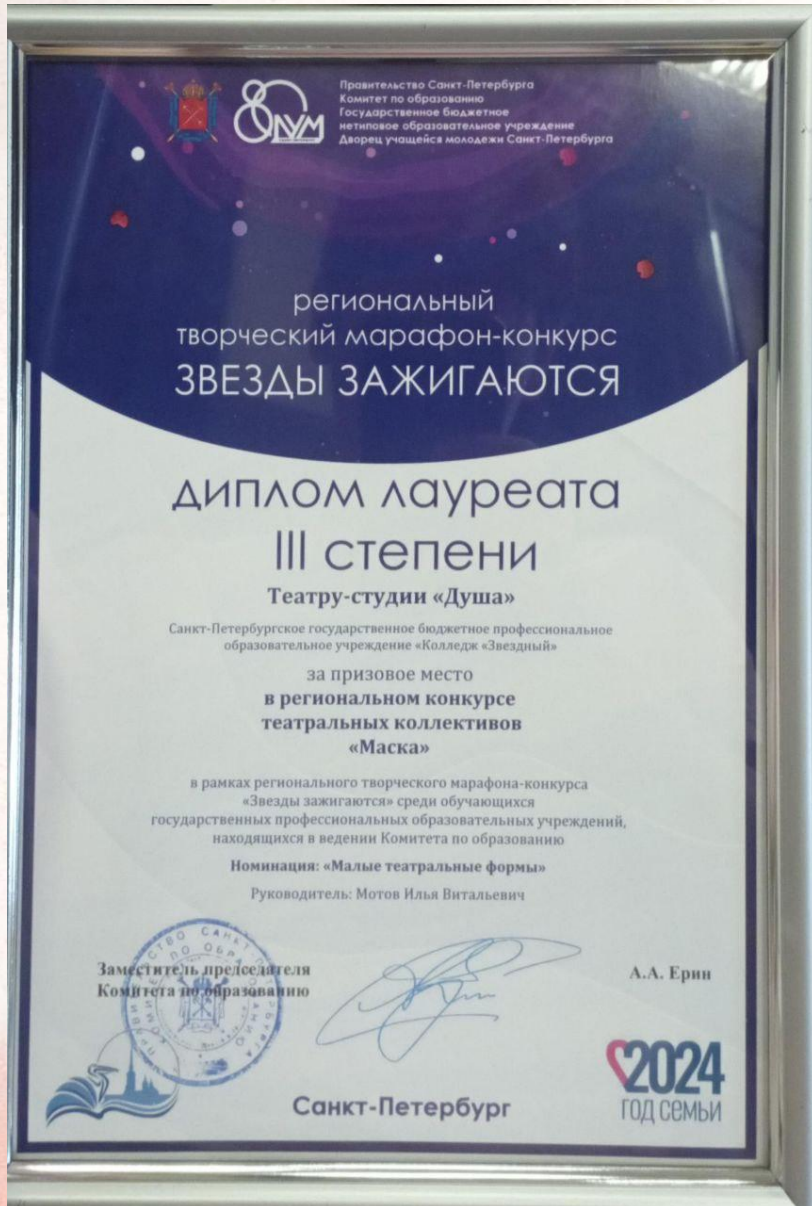 80
ДУМ
Правительство Санкт-Петербурга
Комитет по образованию
Государственное бюджетное
нетиповое образовательное учреждение
Дворец учащейся молодежи Санкт-Петербурга
региональный
творческий марафон-конкурс
ЗВЕЗДЫ ЗАЖИГАЮТСЯ
диплом лауреата
III степени
Театру-студии «Душа»
Санкт-Петербургское государственное бюджетное профессиональное
образовательное учреждение «Колледж «Звездный»
за призовое место
в региональном конкурсе
театральных коллективов
«Маска»
в рамках регионального творческого марафона-конкурса
«Звезды зажигаются» среди обучающихся
государственных профессиональных образовательных учреждений,
находящихся в ведении Комитета по образованию
Номинация: «Малые театральные формы»
Руководитель: Мотов Илья Витальевич
Заместитель председателя
Комитета по образованию
А.А. Ерин
2024
ГОД СЕМЬИ
Санкт-Петербург